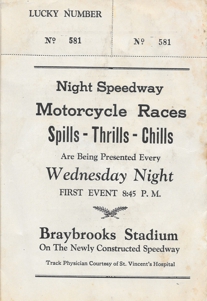 LUCKY NUMBER
Nº 581 Nº 581
Night Speedway
Motorcycle Races
Spills - Thrills - Chills
Are Being Presented Every
Wednesday Night
FIRST EVENT 8:45 P. M.
Braybrooks Stadium
On The Newly Constructed Speedway
Track Physician Courtesy of St. Vincent's Hospital